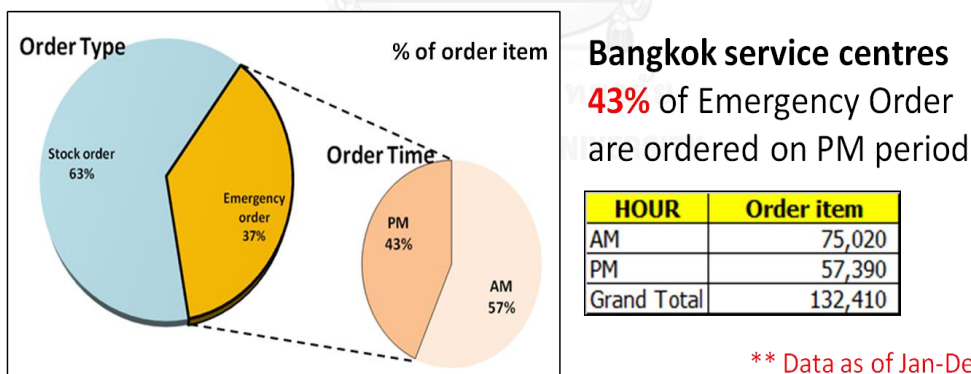 Order Type
% of order item
Stock order
63%
Emergency
order
37%
Order Time
PM
43%
AM
57%
Bangkok service centres
43% of Emergency Order
are ordered on PM period
HOUR Order item
AM 75,020
PM 57,390
Grand Total 132,410
** Data as of Jan-De